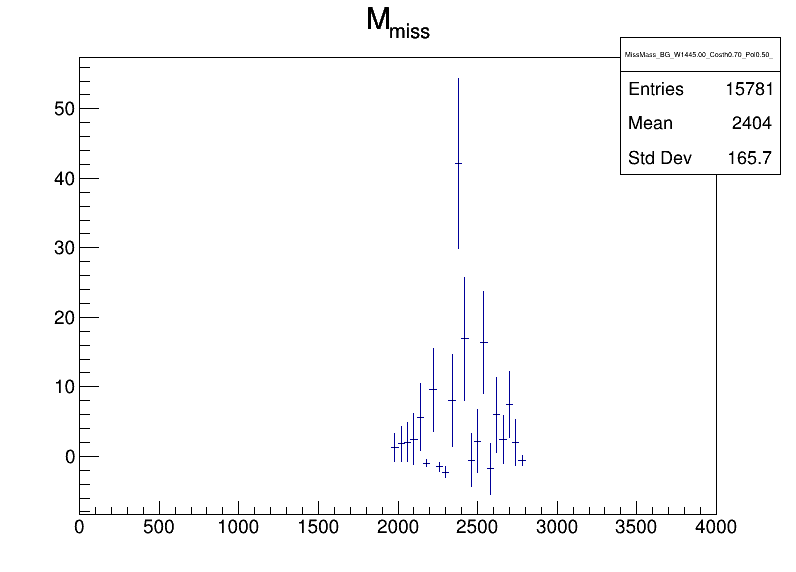 M_miss
MissMass_BG_W1445.00_Costh0.70_Pol0.50_
Entries 15781
Mean 2404
Std Dev 165.7
50
40
30
20
10
0
0 500 1000 1500 2000 2500 3000 3500 4000